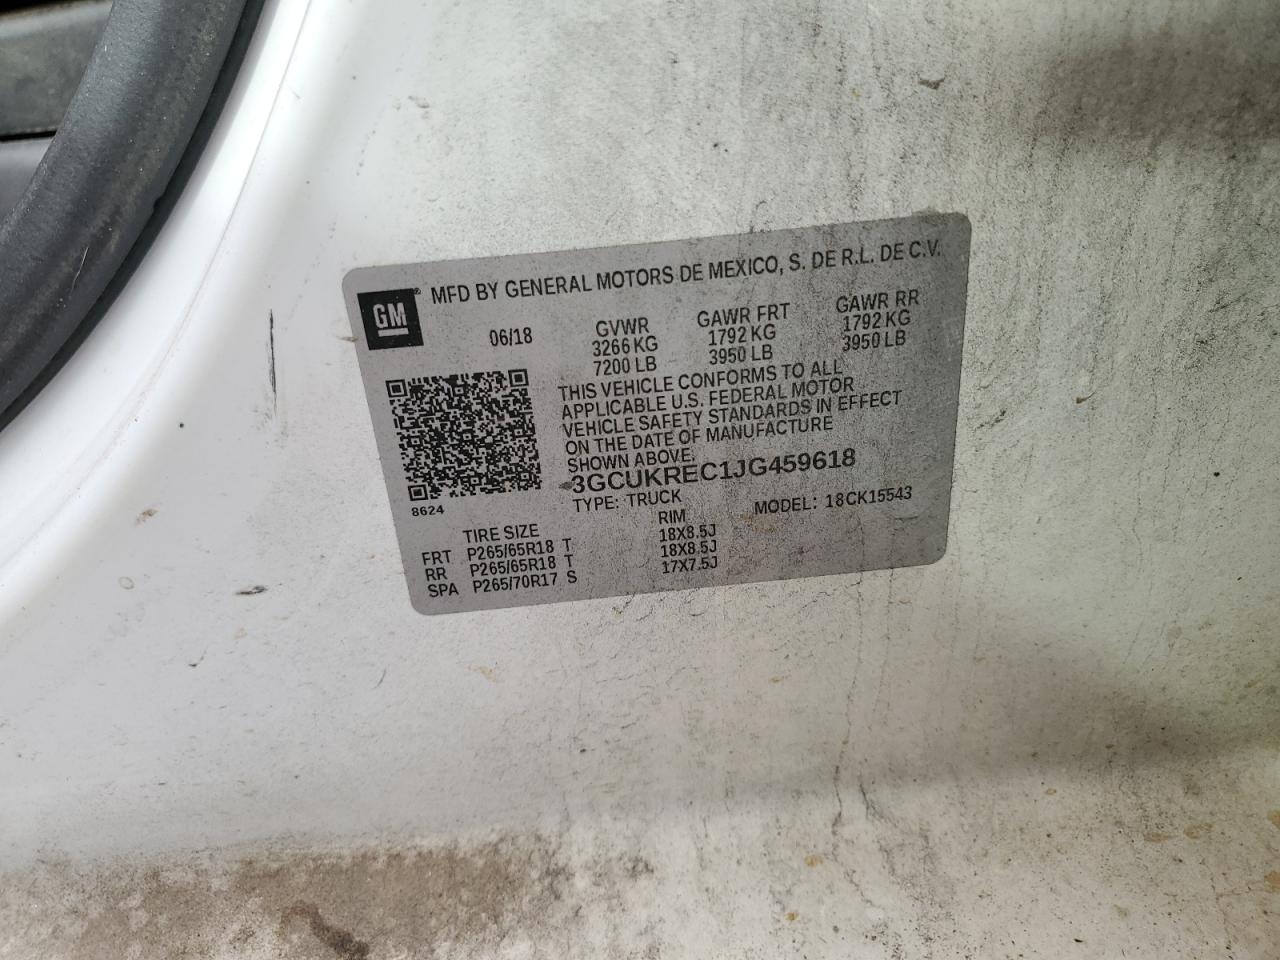 GM
MFD BY GENERAL MOTORS DE MEXICO, S. DE R.L. DE C.V.
06/18
GVWR GAWR FRT GAWR RR
3266 KG 1792 KG 1792 KG
7200 LB 3950 LB 3950 LB
THIS VEHICLE CONFORMS TO ALL
APPLICABLE U.S. FEDERAL MOTOR
VEHICLE SAFETY STANDARDS IN EFFECT
ON THE DATE OF MANUFACTURE
SHOWN ABOVE.
3GCUKREC1JG459618
TYPE: TRUCK MODEL: 18CK15543
8624
TIRE SIZE RIM
FRT P265/65R18 T 18X8.5J
RR P265/65R18 T 18X8.5J
SPA P265/70R17 S 17X7.5J